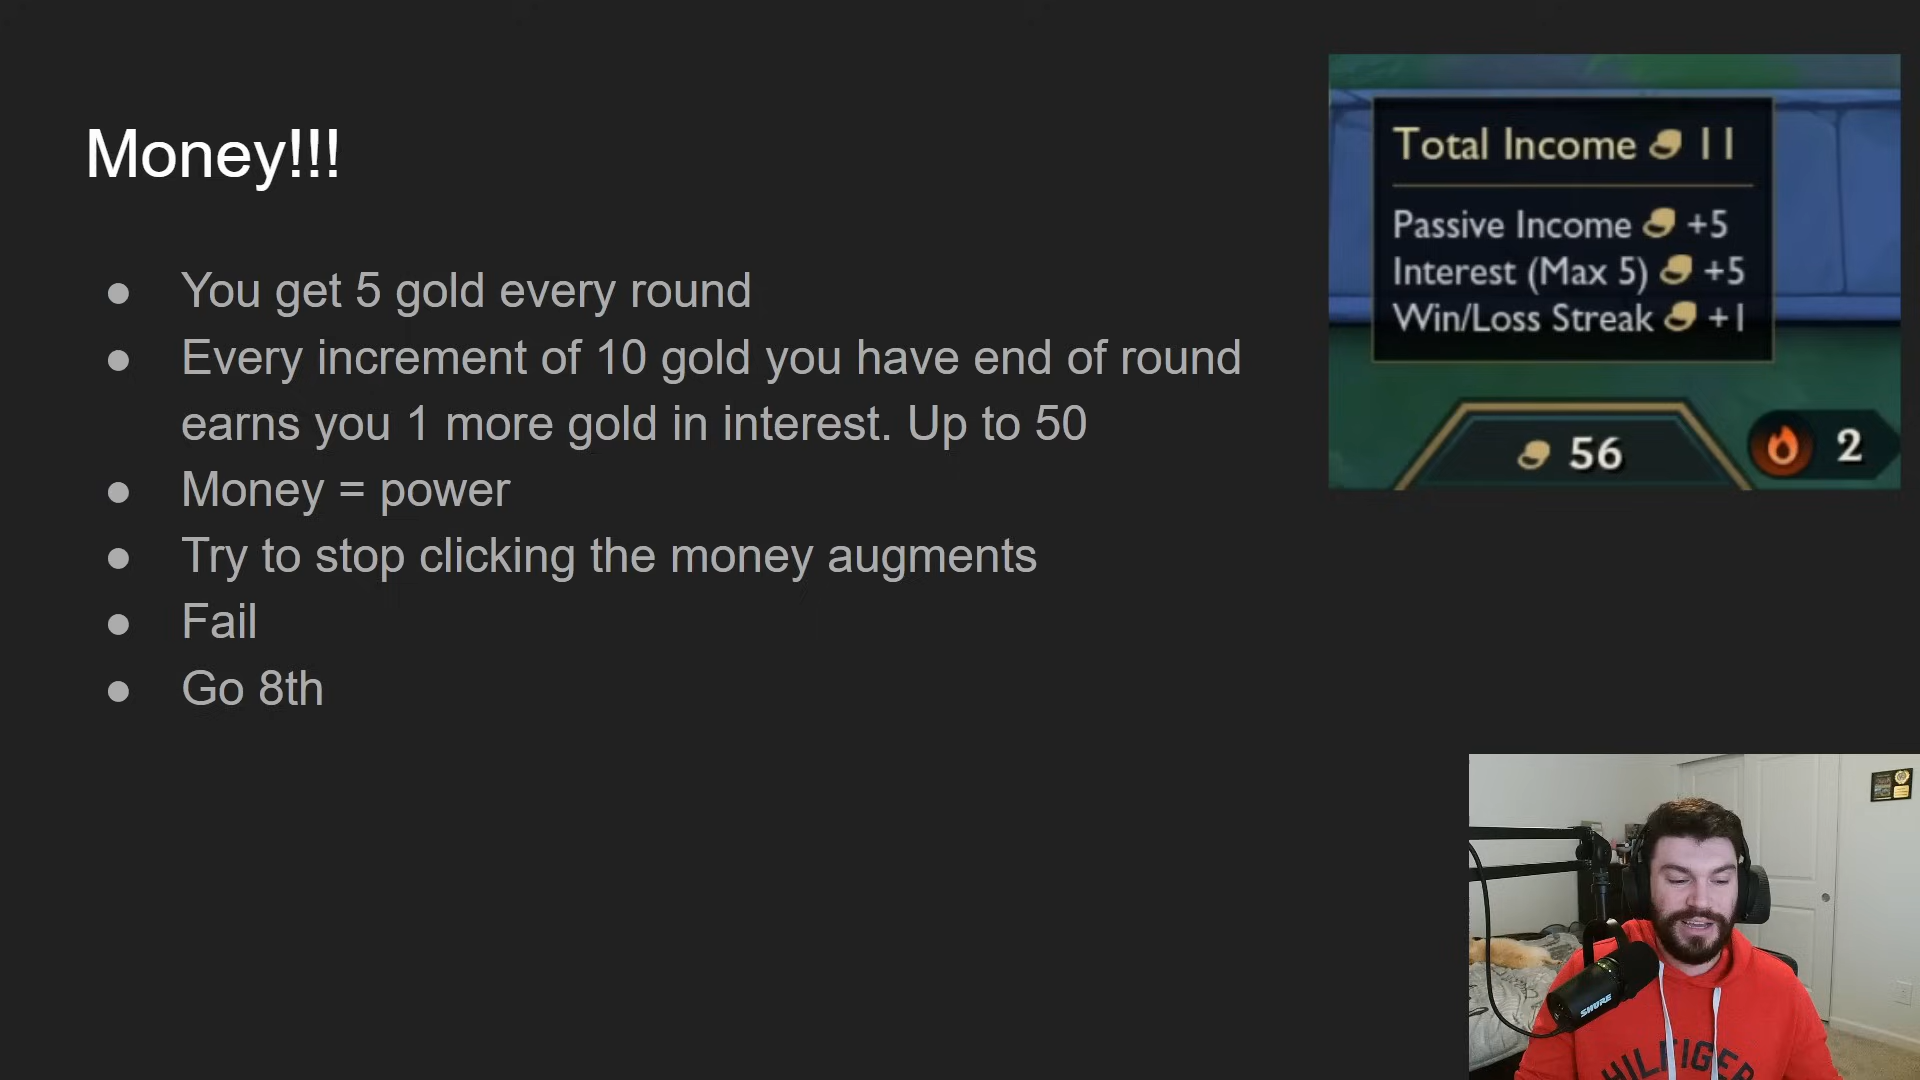 Money!!!
● You get 5 gold every round
● Every increment of 10 gold you have end of round
earns you 1 more gold in interest. Up to 50
● Money = power
● Try to stop clicking the money augments
● Fail
● Go 8th
Total Income 11
Passive Income +5
Interest (Max 5) +5
Win/Loss Streak +1
56
2
SHURE
HILFIGER